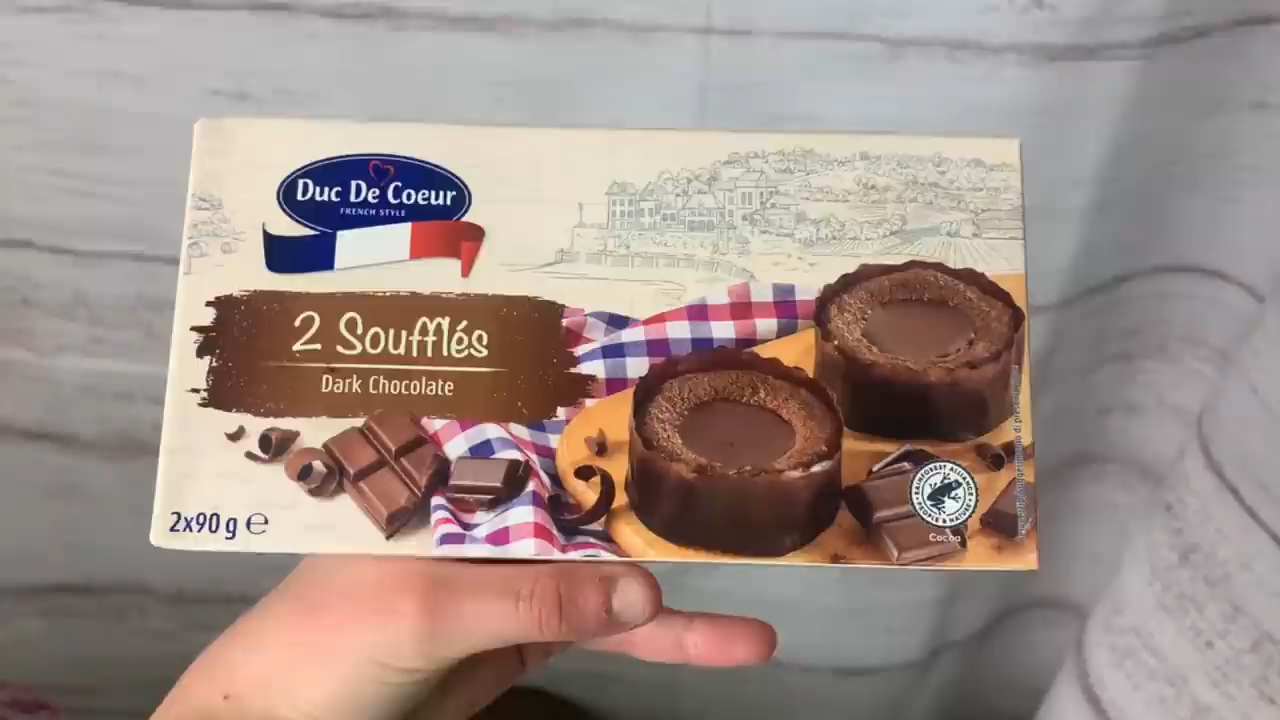 Duc De Coeur
FRENCH STYLE
2 Soufflés
Dark Chocolate
2x90 g ℮
RAINFOREST ALLIANCE
PEOPLE & NATURE
Cocoa